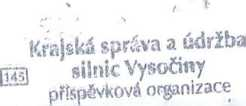 Krajská správa a údržba
silnic Vysočiny
145
příspěvková organizace